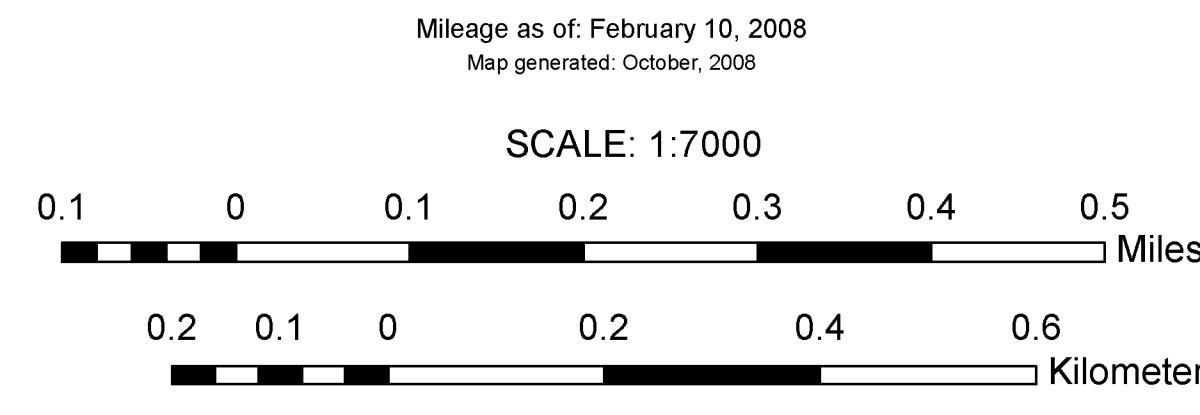 Mileage as of: February 10, 2008
Map generated: October, 2008
SCALE: 1:7000
0.1 0 0.1 0.2 0.3 0.4 0.5
Miles
0.2 0.1 0 0.2 0.4 0.6
Kilometer